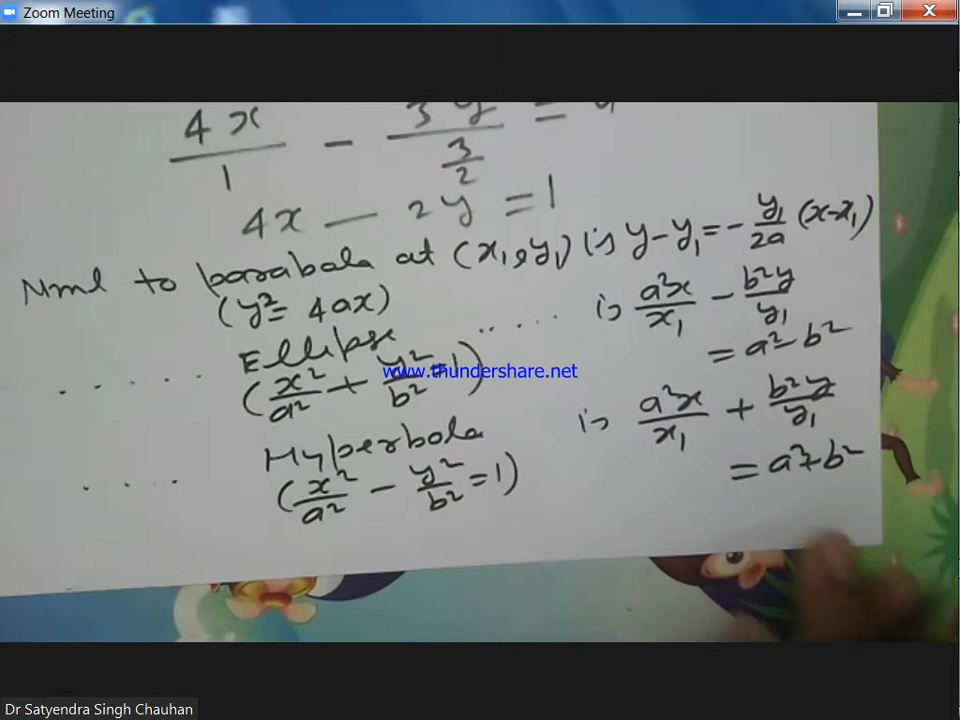 Zoom Meeting
4x/1 - 3y/(3/2) =
4x - 2y = 1
Nml to parabola at (x₁, y₁) is y - y₁ = - y₁/2a (x - x₁)
(y² = 4ax)
..... Ellipse ..... is a²x/x₁ - b²y/y₁
(x²/a² + y²/b² = 1) = a² - b²
www.thundershare.net
.... Hyperbola is a²x/x₁ + b²y/y₁
(x²/a² - y²/b² = 1) = a² + b²
Dr Satyendra Singh Chauhan